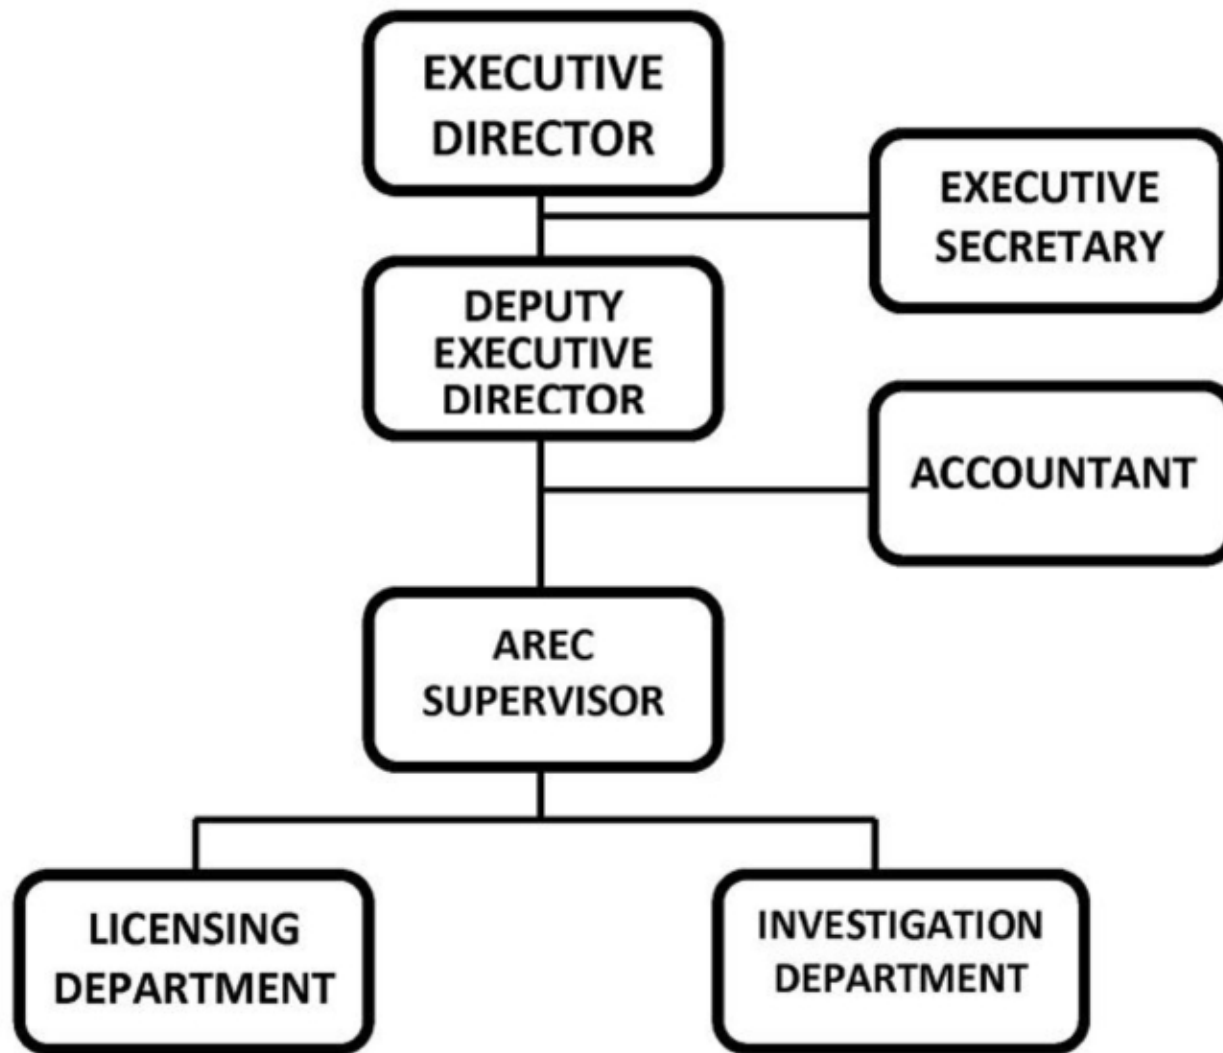 EXECUTIVE
DIRECTOR
EXECUTIVE
SECRETARY
DEPUTY
EXECUTIVE
DIRECTOR
ACCOUNTANT
AREC
SUPERVISOR
LICENSING
DEPARTMENT
INVESTIGATION
DEPARTMENT